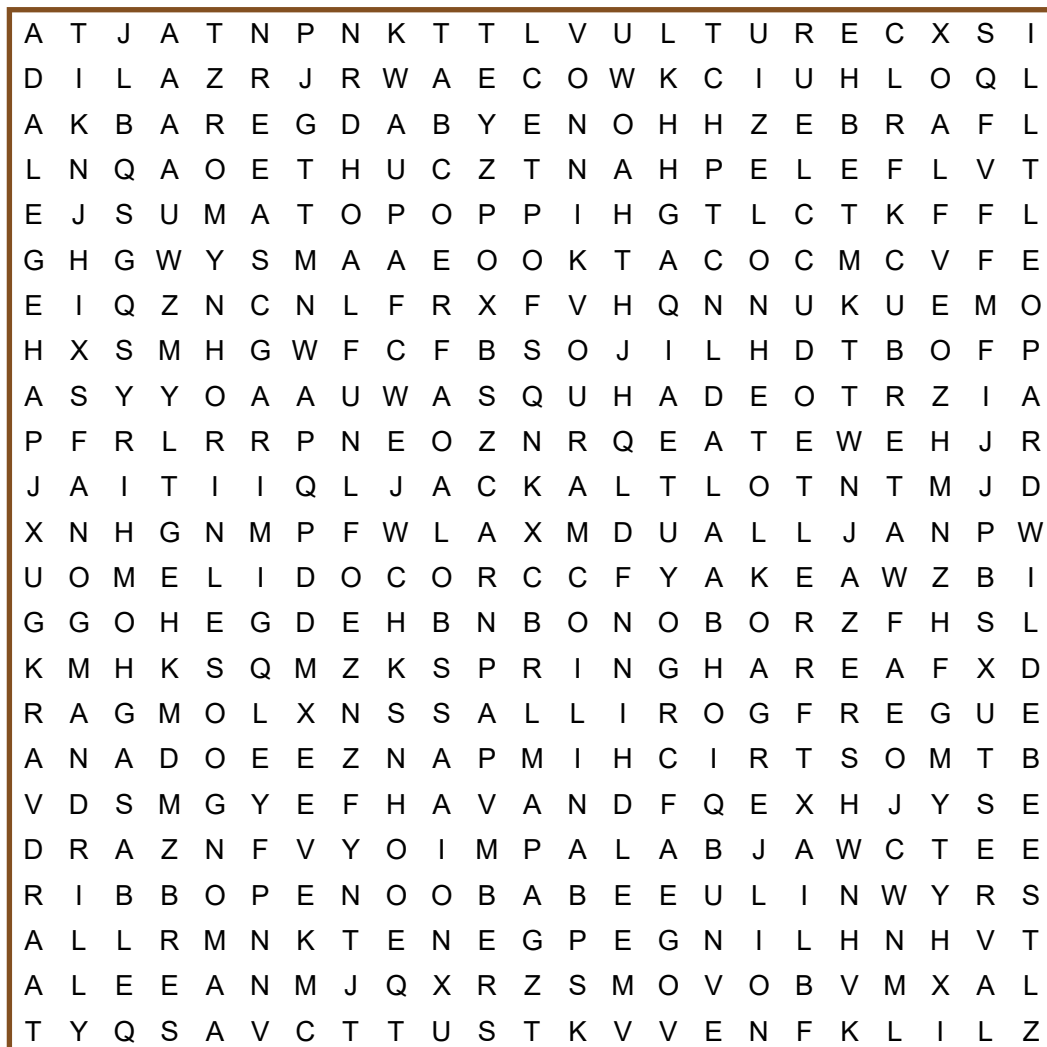 A T J A T N P N K T T L V U L T U R E C X S I
D I L A Z R J R W A E C O W K C I U H L O Q L
A K B A R E G D A B Y E N O H H Z E B R A F L
L N Q A O E T H U C Z T N A H P E L E F L V T
E J S U M A T O P O P P I H G T L C T K F F L
G H G W Y S M A A E O O K T A C O C M C V F E
E I Q Z N C N L F R X F V H Q N N U K U E M O
H X S M H G W F C F B S O J I L H D T B O F P
A S Y Y O A A U W A S Q U H A D E O T R Z I A
P F R L R R P N E O Z N R Q E A T E W E H J R
J A I T I I Q L J A C K A L T L O T N T M J D
X N H G N M P F W L A X M D U A L L J A N P W
U O M E L I D O C O R C C F Y A K E A W Z B I
G G O H E G D E H B N B O N O B O R Z F H S L
K M H K S Q M Z K S P R I N G H A R E A F X D
R A G M O L X N S S A L L I R O G F R E G U E
A N A D O E E Z N A P M I H C I R T S O M T B
V D S M G Y E F H A V A N D F Q E X H J Y S E
D R A Z N F V Y O I M P A L A B J A W C T E E
R I B B O P E N O O B A B E E U L I N W Y R S
A L L R M N K T E N E G P E G N I L H N H V T
A L E E A N M J Q X R Z S M O V O B V M X A L
T Y Q S A V C T T U S T K V V E N F K L I L Z